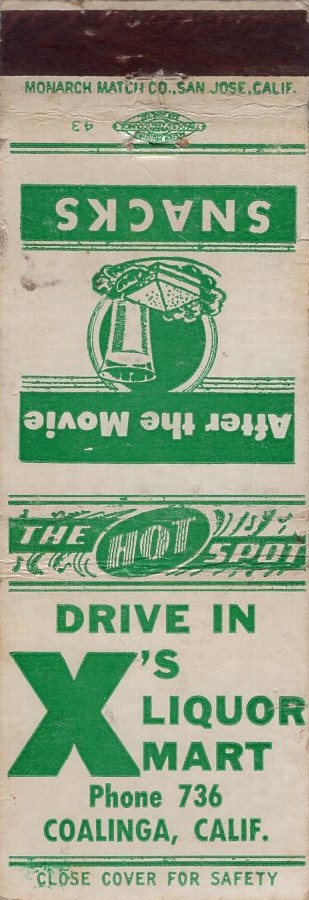 MONARCH MATCH CO., SAN JOSE, CALIF.
43
After the Movie
SNACKS
THE HOT SPOT
DRIVE IN
X'S
LIQUOR
MART
Phone 736
COALINGA, CALIF.
CLOSE COVER FOR SAFETY